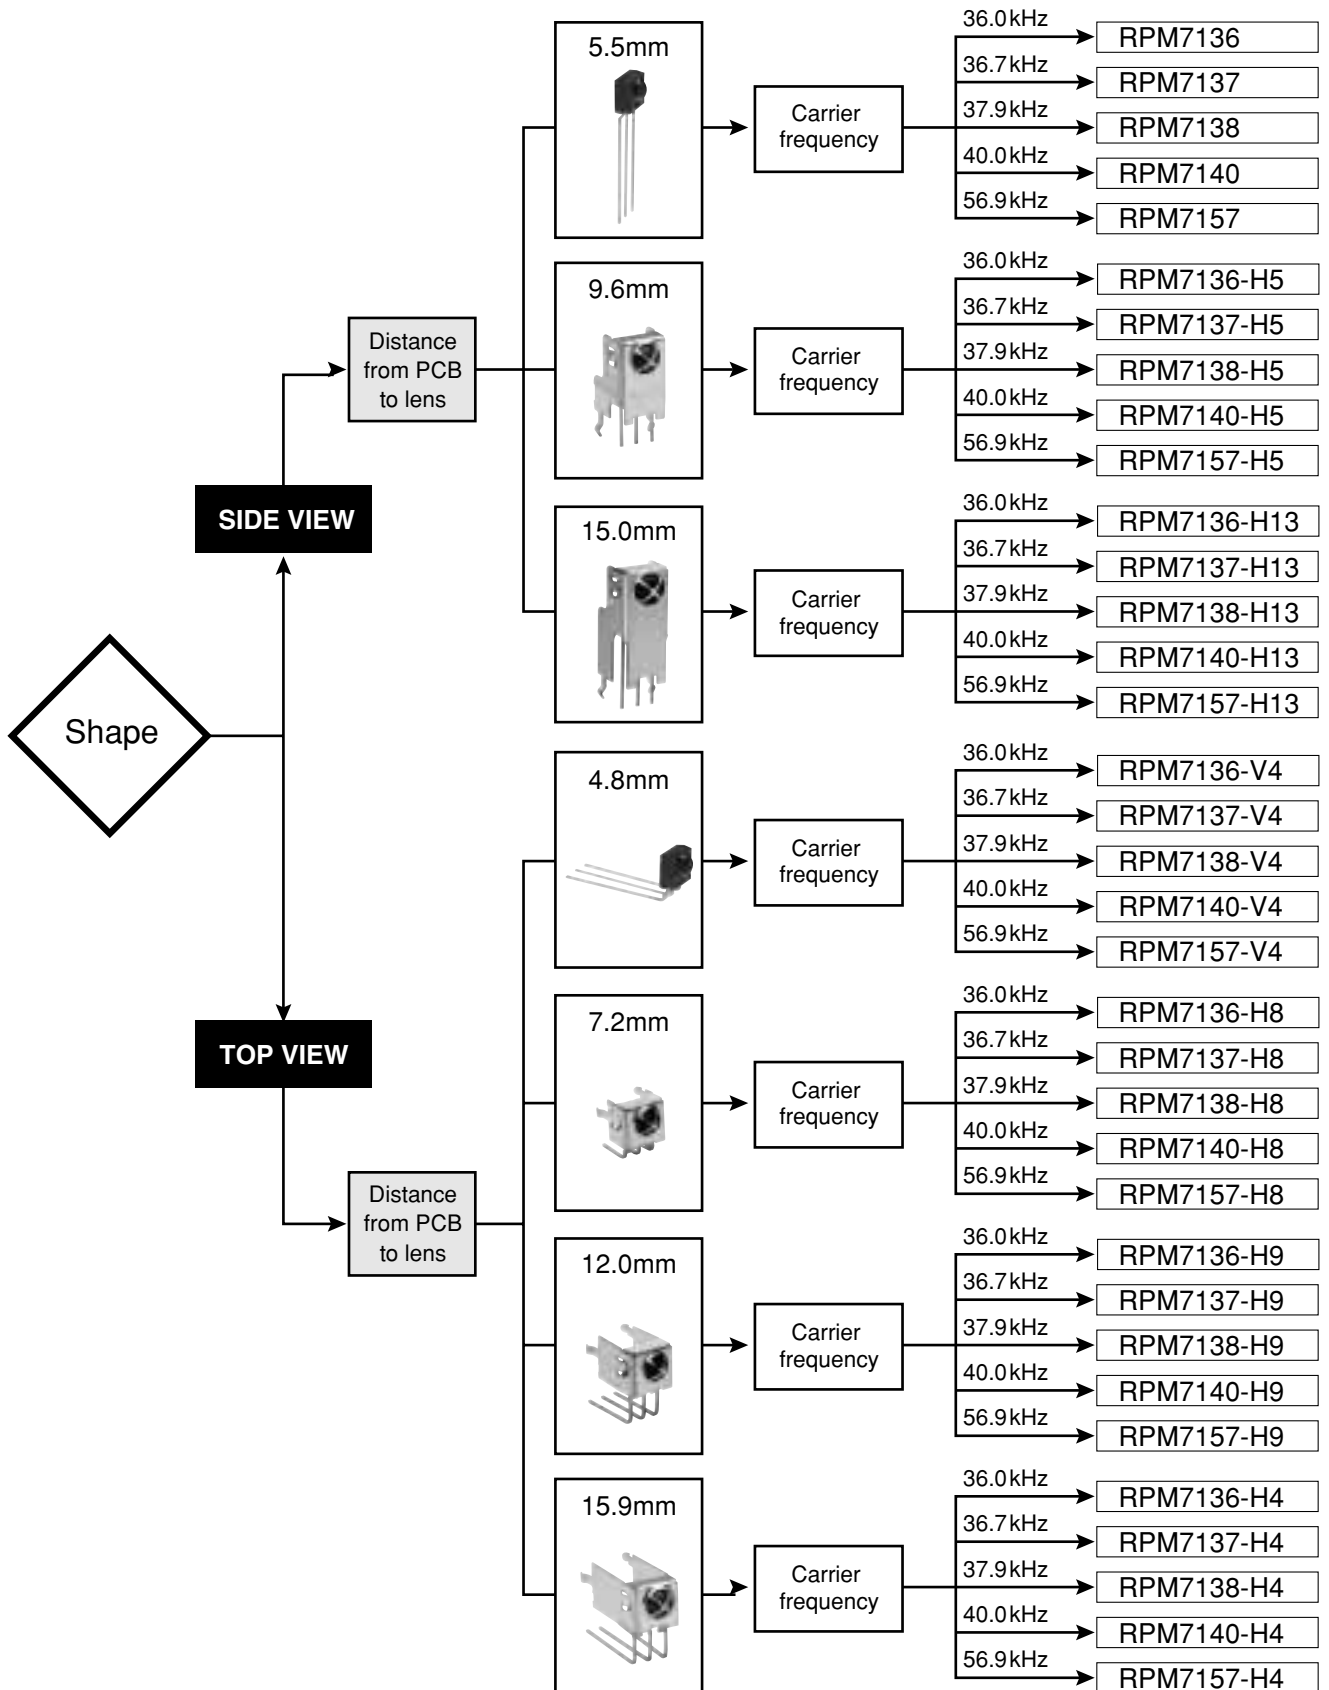 Shape
SIDE VIEW
Distance
from PCB
to lens
5.5mm
Carrier
frequency
36.0kHz
RPM7136
36.7kHz
RPM7137
37.9kHz
RPM7138
40.0kHz
RPM7140
56.9kHz
RPM7157
9.6mm
Carrier
frequency
36.0kHz
RPM7136-H5
36.7kHz
RPM7137-H5
37.9kHz
RPM7138-H5
40.0kHz
RPM7140-H5
56.9kHz
RPM7157-H5
15.0mm
Carrier
frequency
36.0kHz
RPM7136-H13
36.7kHz
RPM7137-H13
37.9kHz
RPM7138-H13
40.0kHz
RPM7140-H13
56.9kHz
RPM7157-H13
TOP VIEW
Distance
from PCB
to lens
4.8mm
Carrier
frequency
36.0kHz
RPM7136-V4
36.7kHz
RPM7137-V4
37.9kHz
RPM7138-V4
40.0kHz
RPM7140-V4
56.9kHz
RPM7157-V4
7.2mm
Carrier
frequency
36.0kHz
RPM7136-H8
36.7kHz
RPM7137-H8
37.9kHz
RPM7138-H8
40.0kHz
RPM7140-H8
56.9kHz
RPM7157-H8
12.0mm
Carrier
frequency
36.0kHz
RPM7136-H9
36.7kHz
RPM7137-H9
37.9kHz
RPM7138-H9
40.0kHz
RPM7140-H9
56.9kHz
RPM7157-H9
15.9mm
Carrier
frequency
36.0kHz
RPM7136-H4
36.7kHz
RPM7137-H4
37.9kHz
RPM7138-H4
40.0kHz
RPM7140-H4
56.9kHz
RPM7157-H4